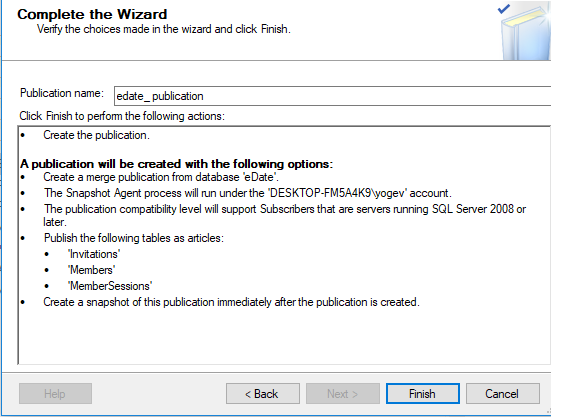 Complete the Wizard
Verify the choices made in the wizard and click Finish.
Publication name: edate_publication
Click Finish to perform the following actions:
• Create the publication.
A publication will be created with the following options:
• Create a merge publication from database 'eDate'.
• The Snapshot Agent process will run under the 'DESKTOP-FM5A4K9\yogev' account.
• The publication compatibility level will support Subscribers that are servers running SQL Server 2008 or
later.
• Publish the following tables as articles:
• 'Invitations'
• 'Members'
• 'MemberSessions'
• Create a snapshot of this publication immediately after the publication is created.
Help < Back Next > Finish Cancel